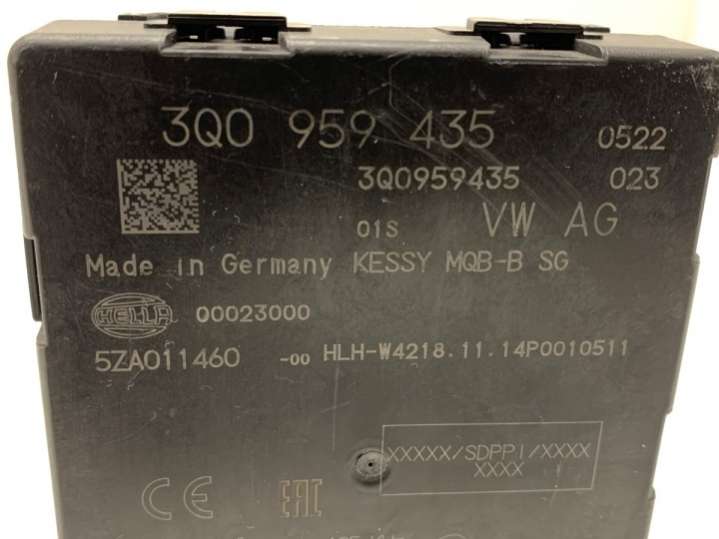 3Q0 959 435 0522
3Q0959435 023
01S VW AG
Made in Germany KESSY MQB-B SG
HELLA 00023000
5ZA011460 -00 HLH-W4218.11.14P0010511
XXXXX/SDPPI/XXXX
XXXX
CE EAC